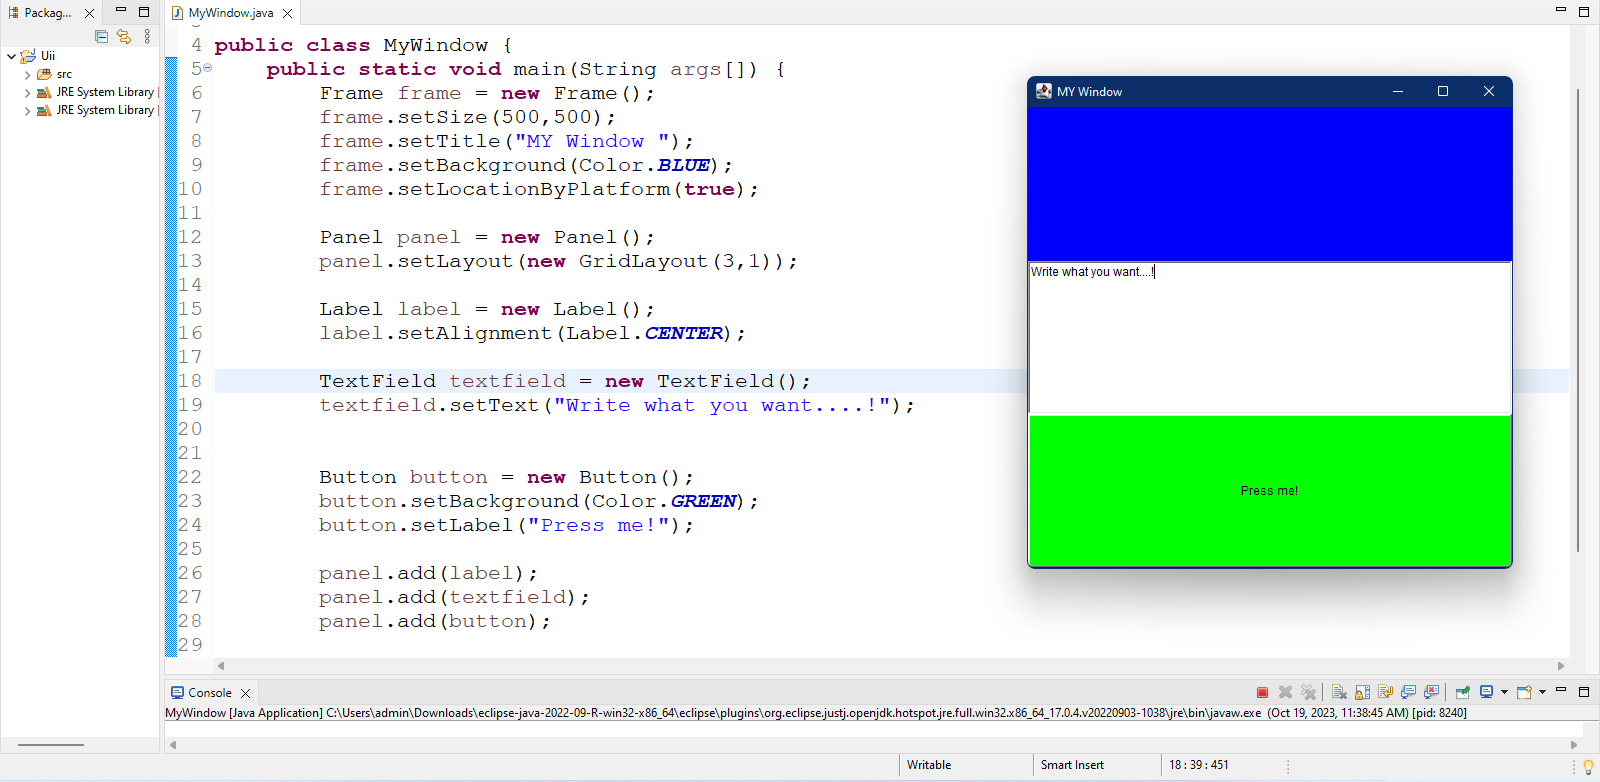 Packag...
Uii
src
JRE System Library
JRE System Library
MyWindow.java
4 public class MyWindow {
5 public static void main(String args[]) {
6 Frame frame = new Frame();
7 frame.setSize(500,500);
8 frame.setTitle("MY Window ");
9 frame.setBackground(Color.BLUE);
10 frame.setLocationByPlatform(true);
11
12 Panel panel = new Panel();
13 panel.setLayout(new GridLayout(3,1));
14
15 Label label = new Label();
16 label.setAlignment(Label.CENTER);
17
18 TextField textfield = new TextField();
19 textfield.setText("Write what you want....!");
20
21
22 Button button = new Button();
23 button.setBackground(Color.GREEN);
24 button.setLabel("Press me!");
25
26 panel.add(label);
27 panel.add(textfield);
28 panel.add(button);
29
MY Window
Write what you want....!
Press me!
Console
MyWindow [Java Application] C:\Users\admin\Downloads\eclipse-java-2022-09-R-win32-x86_64\eclipse\plugins\org.eclipse.justj.openjdk.hotspot.jre.full.win32.x86_64_17.0.4.v20220903-1038\jre\bin\javaw.exe (Oct 19, 2023, 11:38:45 AM) [pid: 8240]
Writable
Smart Insert
18 : 39 : 451